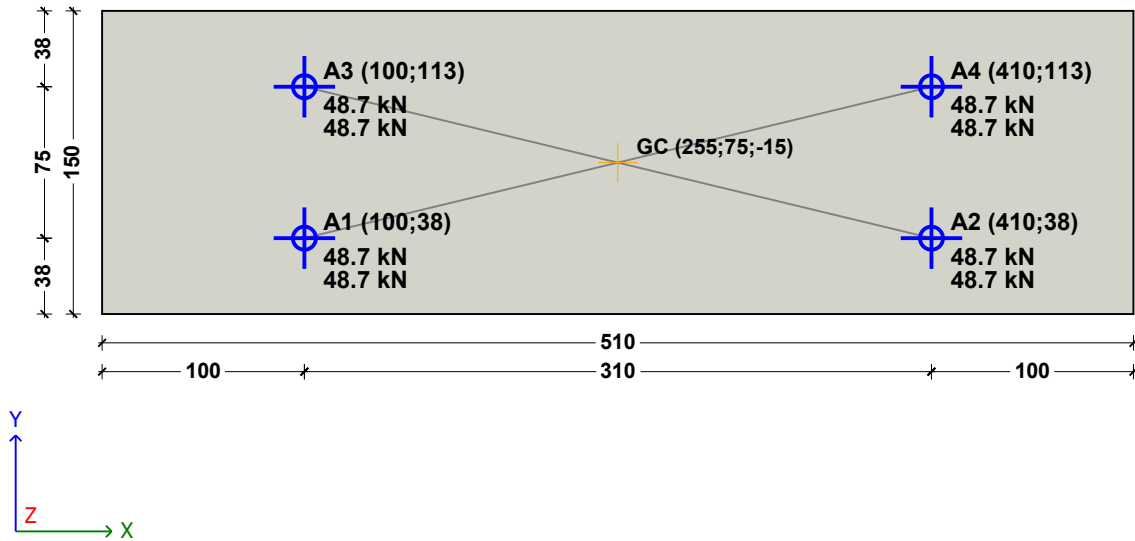 38
75
38
150
A3 (100;113)
48.7 kN
48.7 kN
A4 (410;113)
48.7 kN
48.7 kN
GC (255;75;-15)
A1 (100;38)
48.7 kN
48.7 kN
A2 (410;38)
48.7 kN
48.7 kN
510
100
310
100
Y
Z
X